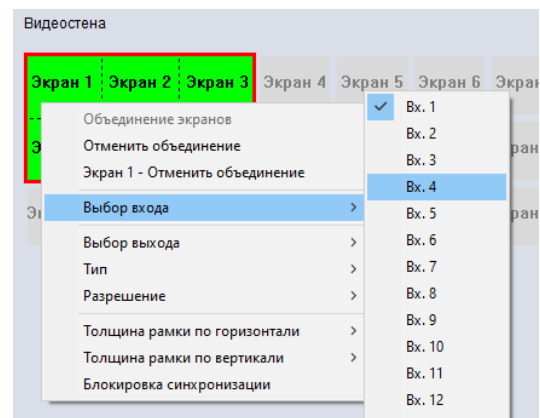 Видеостена
Экран 1 Экран 2 Экран 3 Экран 4 Экран 5 Экран 6 Экран
Объединение экранов
Отменить объединение
Экран 1 - Отменить объединение
Выбор входа
Выбор выхода
Тип
Разрешение
Толщина рамки по горизонтали
Толщина рамки по вертикали
Блокировка синхронизации
Вх. 1
Вх. 2
Вх. 3
Вх. 4
Вх. 5
Вх. 6
Вх. 7
Вх. 8
Вх. 9
Вх. 10
Вх. 11
Вх. 12